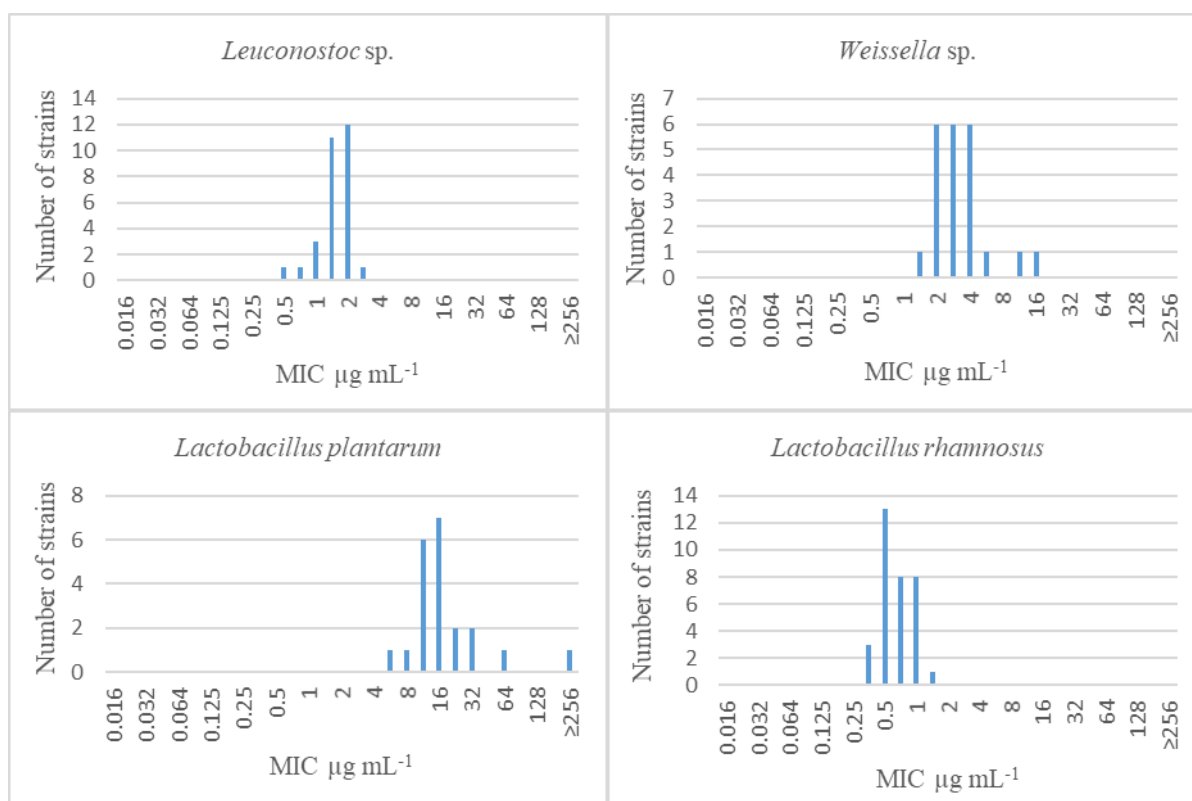 Leuconostoc sp.
Number of strains
14
12
10
8
6
4
2
0
0.016 0.032 0.064 0.125 0.25 0.5 1 2 4 8 16 32 64 128 ≥256
MIC µg mL-1
Weissella sp.
Number of strains
7
6
5
4
3
2
1
0
0.016 0.032 0.064 0.125 0.25 0.5 1 2 4 8 16 32 64 128 ≥256
MIC µg mL-1
Lactobacillus plantarum
Number of strains
8
6
4
2
0
0.016 0.032 0.064 0.125 0.25 0.5 1 2 4 8 16 32 64 128 ≥256
MIC µg mL-1
Lactobacillus rhamnosus
Number of strains
14
12
10
8
6
4
2
0
0.016 0.032 0.064 0.125 0.25 0.5 1 2 4 8 16 32 64 128 ≥256
MIC µg mL-1